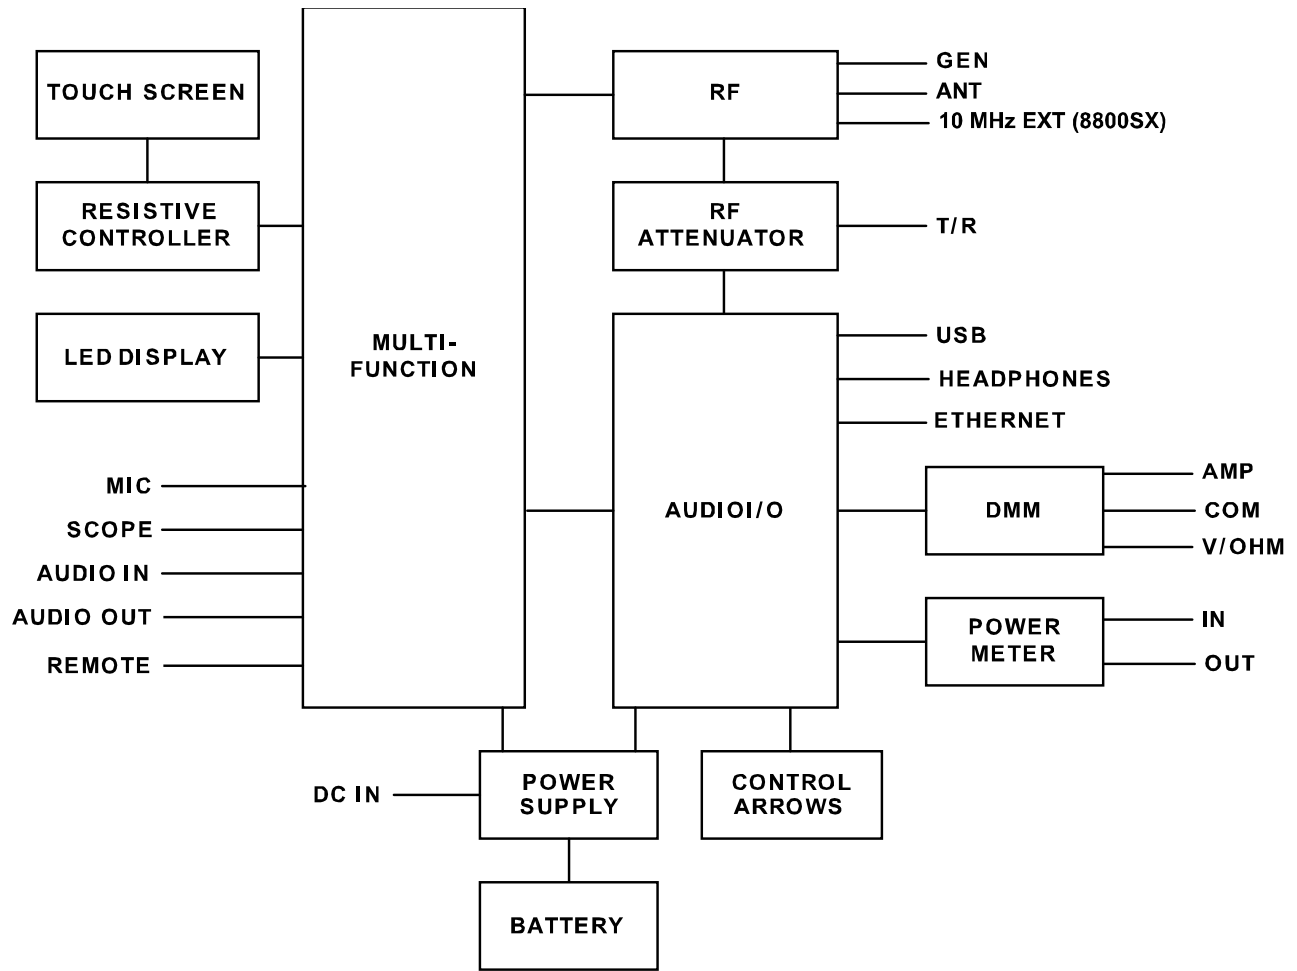 TOUCH SCREEN
RESISTIVE
CONTROLLER
LED DISPLAY
MIC
SCOPE
AUDIO IN
AUDIO OUT
REMOTE
MULTI-
FUNCTION
RF
GEN
ANT
10 MHz EXT (8800SX)
RF
ATTENUATOR
T/R
AUDIO I/O
USB
HEADPHONES
ETHERNET
DMM
AMP
COM
V/OHM
POWER
METER
IN
OUT
DC IN
POWER
SUPPLY
CONTROL
ARROWS
BATTERY